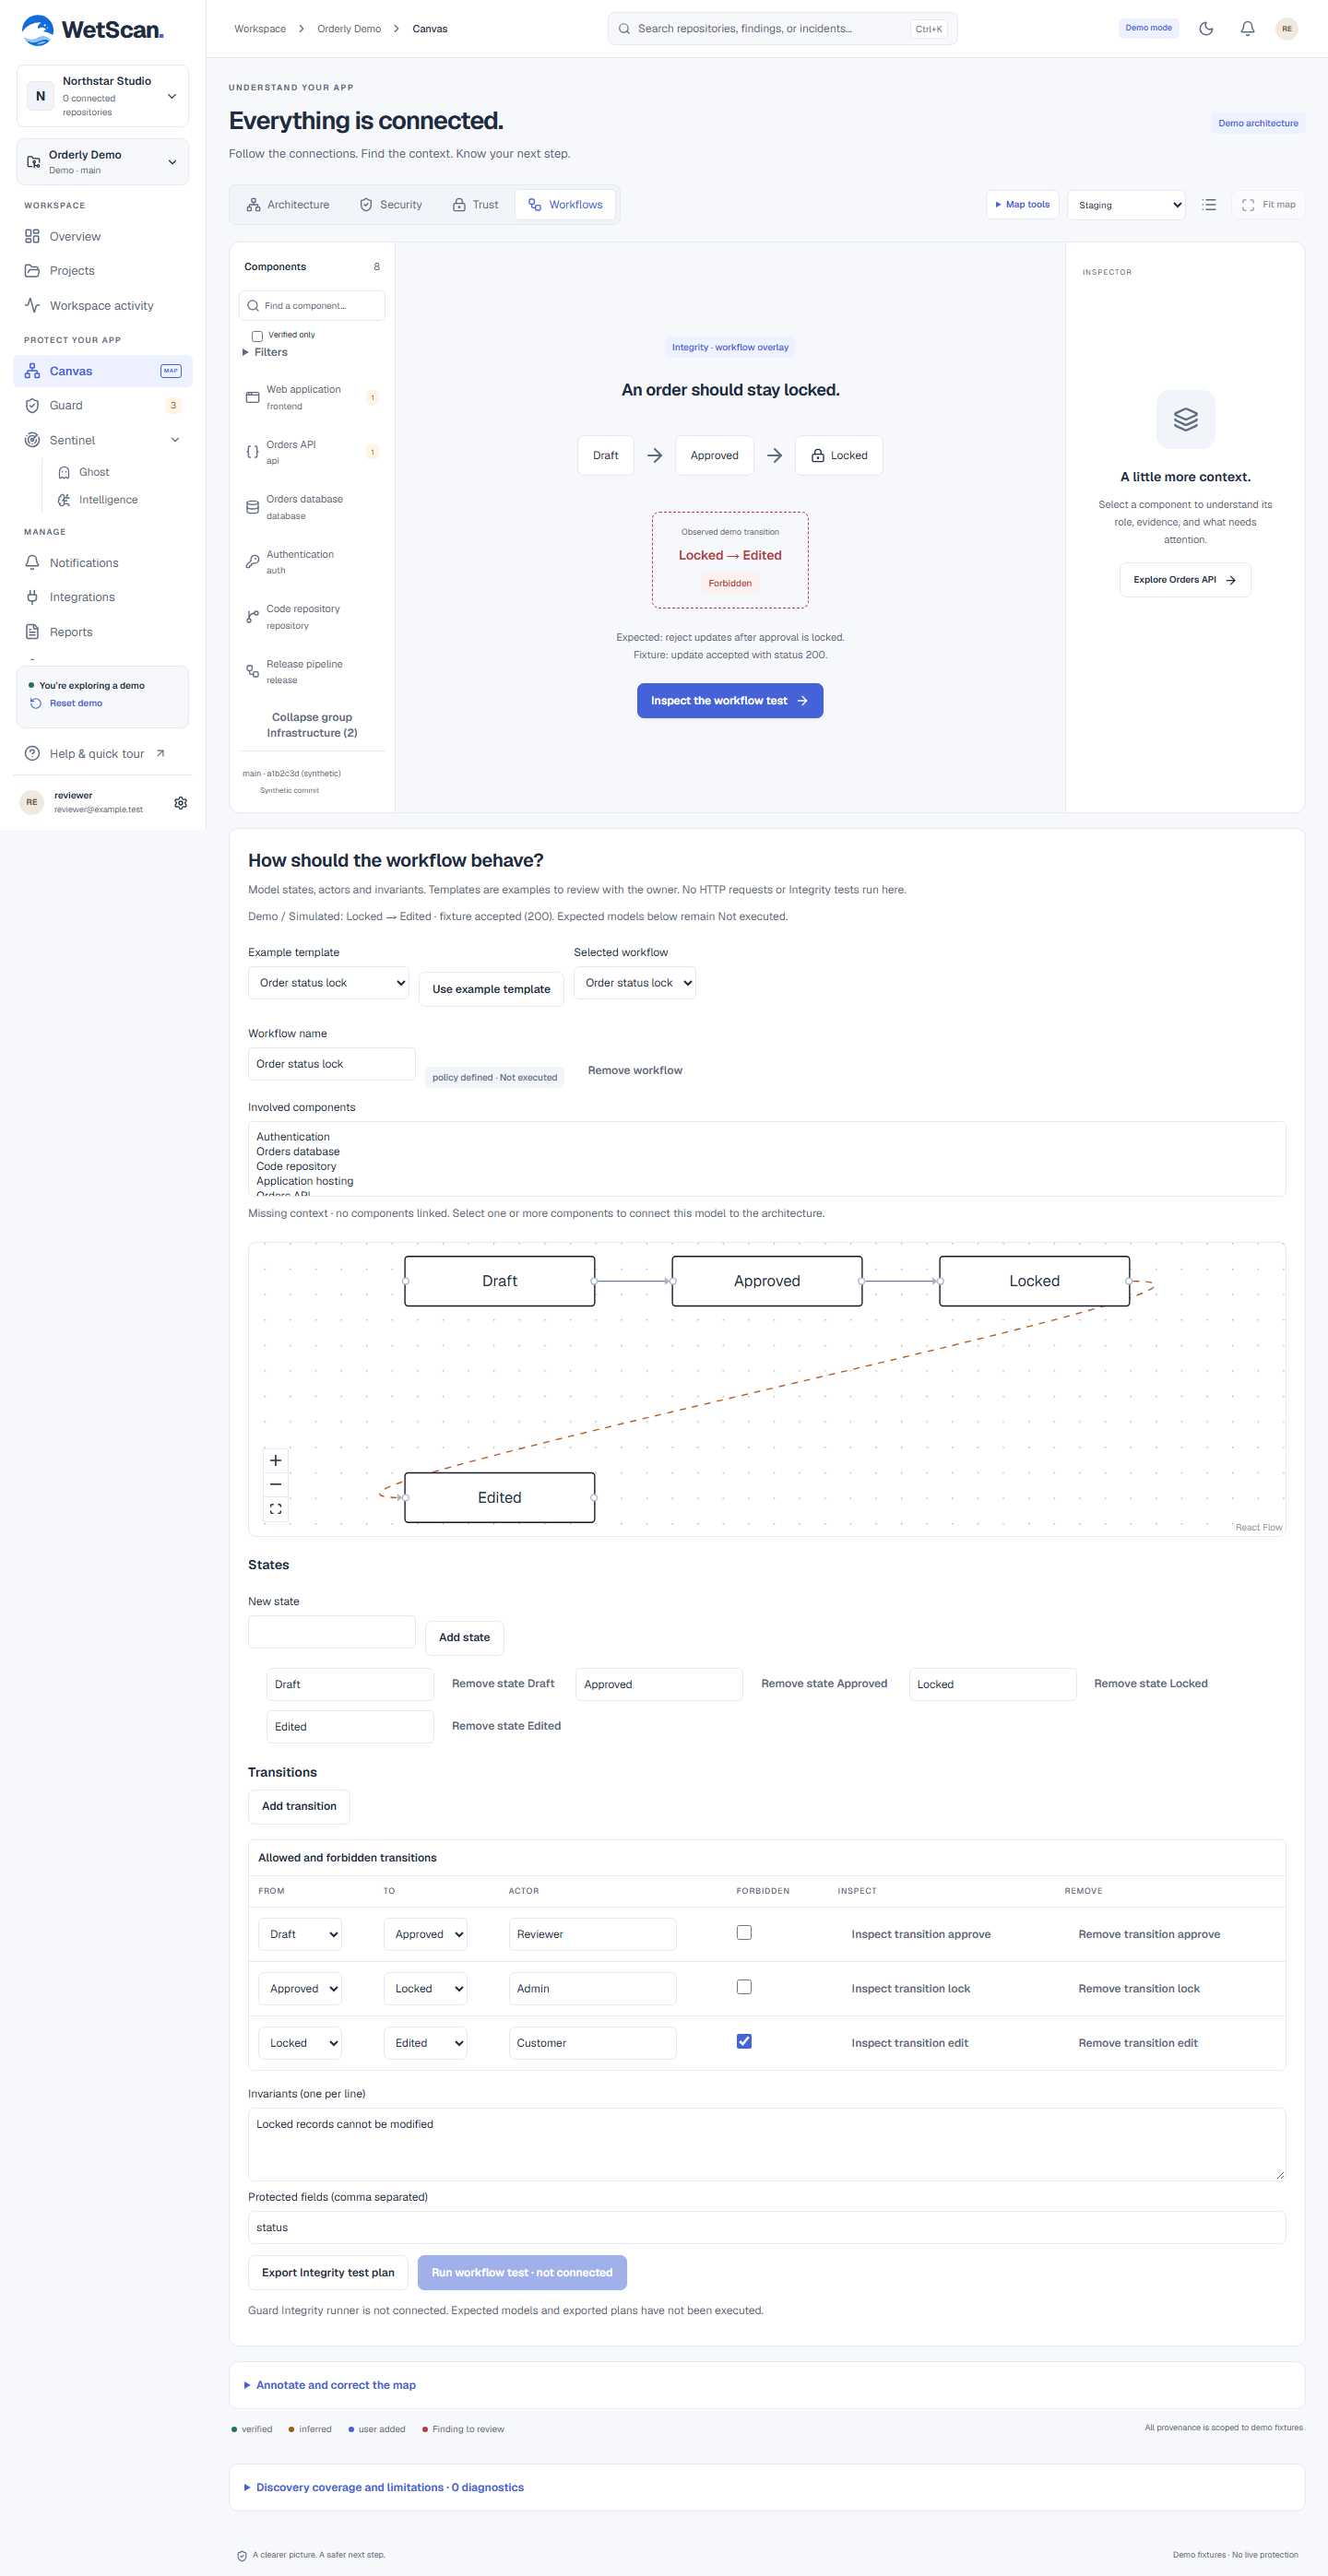 WetScan.
N
Northstar Studio
0 connected
repositories
Orderly Demo
Demo · main
WORKSPACE
Overview
Projects
Workspace activity
PROTECT YOUR APP
Canvas
MAP
Guard
3
Sentinel
Ghost
Intelligence
MANAGE
Notifications
Integrations
Reports
You're exploring a demo
Reset demo
Help & quick tour
RE
reviewer
reviewer@example.test
Workspace > Orderly Demo > Canvas
Search repositories, findings, or incidents...
Ctrl+K
Demo mode
RE
UNDERSTAND YOUR APP
Everything is connected.
Follow the connections. Find the context. Know your next step.
Demo architecture
Architecture
Security
Trust
Workflows
Map tools
Staging
Fit map
Components
8
Find a component...
Verified only
Filters
Web application
frontend
1
Orders API
api
1
Orders database
database
Authentication
auth
Code repository
repository
Release pipeline
release
Collapse group
Infrastructure (2)
main · a1b2c3d (synthetic)
Synthetic commit
Integrity · workflow overlay
An order should stay locked.
Draft
Approved
Locked
Observed demo transition
Locked → Edited
Forbidden
Expected: reject updates after approval is locked.
Fixture: update accepted with status 200.
Inspect the workflow test
INSPECTOR
A little more context.
Select a component to understand its
role, evidence, and what needs
attention.
Explore Orders API
How should the workflow behave?
Model states, actors and invariants. Templates are examples to review with the owner. No HTTP requests or Integrity tests run here.
Demo / Simulated: Locked → Edited · fixture accepted (200). Expected models below remain Not executed.
Example template
Order status lock
Use example template
Selected workflow
Order status lock
Workflow name
Order status lock
policy defined · Not executed
Remove workflow
Involved components
Authentication
Orders database
Code repository
Application hosting
Orders API
Missing context · no components linked. Select one or more components to connect this model to the architecture.
Draft
Approved
Locked
Edited
React Flow
States
New state
Add state
Draft
Remove state Draft
Approved
Remove state Approved
Locked
Remove state Locked
Edited
Remove state Edited
Transitions
Add transition
Allowed and forbidden transitions
FROM TO ACTOR FORBIDDEN INSPECT REMOVE
Draft Approved Reviewer Inspect transition approve Remove transition approve
Approved Locked Admin Inspect transition lock Remove transition lock
Locked Edited Customer Inspect transition edit Remove transition edit
Invariants (one per line)
Locked records cannot be modified
Protected fields (comma separated)
status
Export Integrity test plan
Run workflow test · not connected
Guard Integrity runner is not connected. Expected models and exported plans have not been executed.
Annotate and correct the map
verified
inferred
user added
Finding to review
All provenance is scoped to demo fixtures
Discovery coverage and limitations · 0 diagnostics
A clearer picture. A safer next step.
Demo fixtures · No live protection